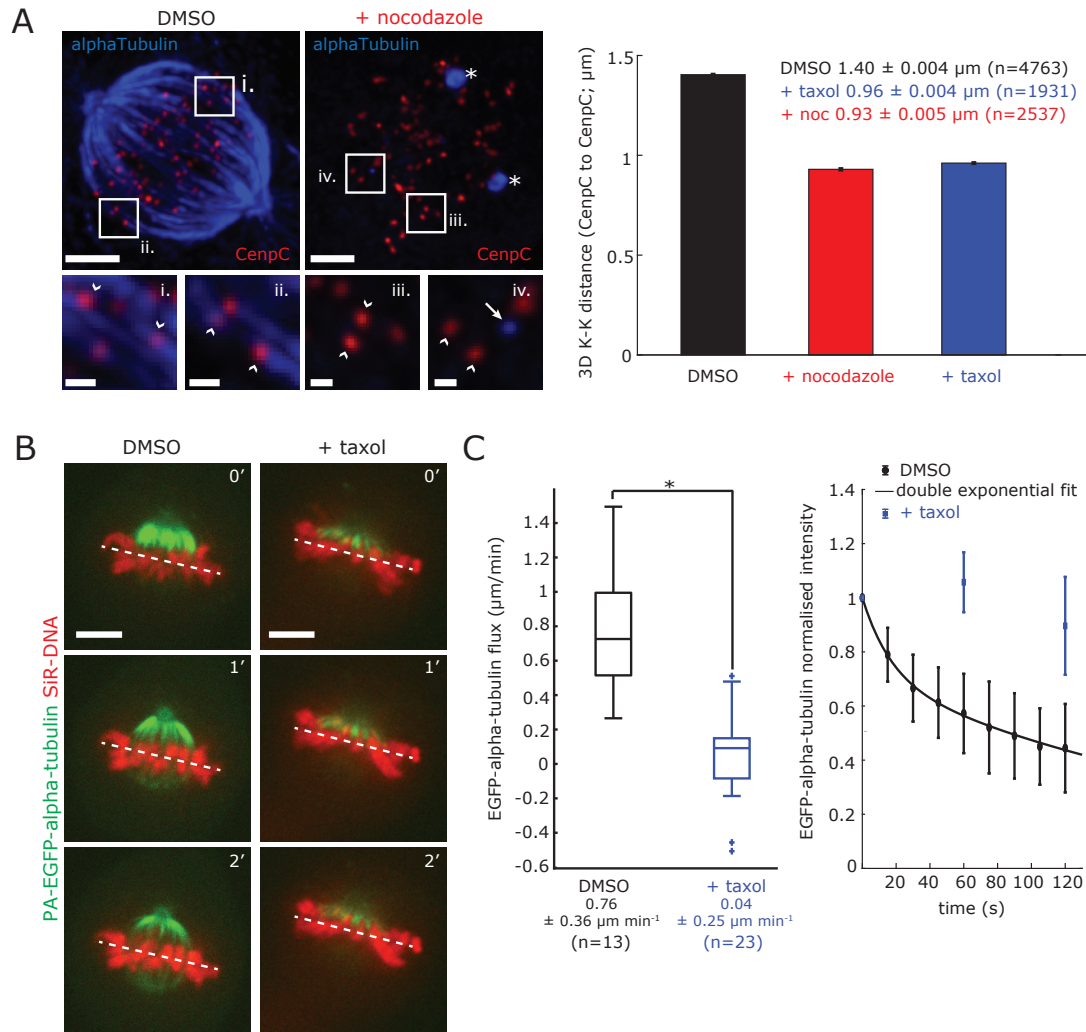 A
DMSO
+ nocodazole
alphaTubulin
i.
ii.
CenpC
alphaTubulin
*
*
iv.
iii.
CenpC
i.
ii.
iii.
iv.
3D K-K distance (CenpC to CenpC; µm)
1.5
1
0.5
0
DMSO 1.40 ± 0.004 µm (n=4763)
+ taxol 0.96 ± 0.004 µm (n=1931)
+ noc 0.93 ± 0.005 µm (n=2537)
DMSO
+ nocodazole
+ taxol
B
DMSO
+ taxol
PA-EGFP-alpha-tubulin SiR-DNA
0’
0’
1’
1’
2’
2’
C
EGFP-alpha-tubulin flux (µm/min)
1.4
1.2
1
0.8
0.6
0.4
0.2
0
-0.2
-0.4
-0.6
*
DMSO
0.76
± 0.36 µm min⁻¹
(n=13)
+ taxol
0.04
± 0.25 µm min⁻¹
(n=23)
EGFP-alpha-tubulin normalised intensity
DMSO
double exponential fit
+ taxol
1.4
1.2
1
0.8
0.6
0.4
0.2
0
20
40
60
80
100
120
time (s)